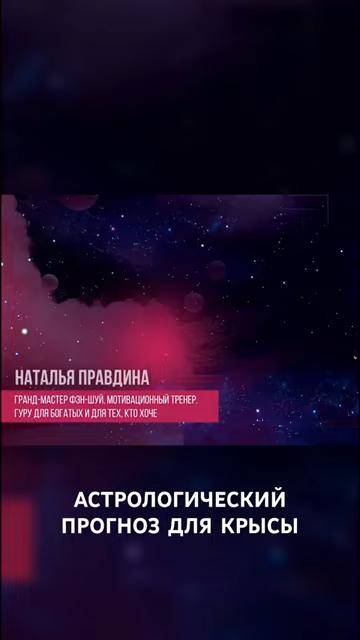 НАТАЛЬЯ ПРАВДИНА
ГРАНД-МАСТЕР ФЭН-ШУЙ. МОТИВАЦИОННЫЙ ТРЕНЕР.
ГУРУ ДЛЯ БОГАТЫХ И ДЛЯ ТЕХ, КТО ХОЧЕ
АСТРОЛОГИЧЕСКИЙ
ПРОГНОЗ ДЛЯ КРЫСЫ